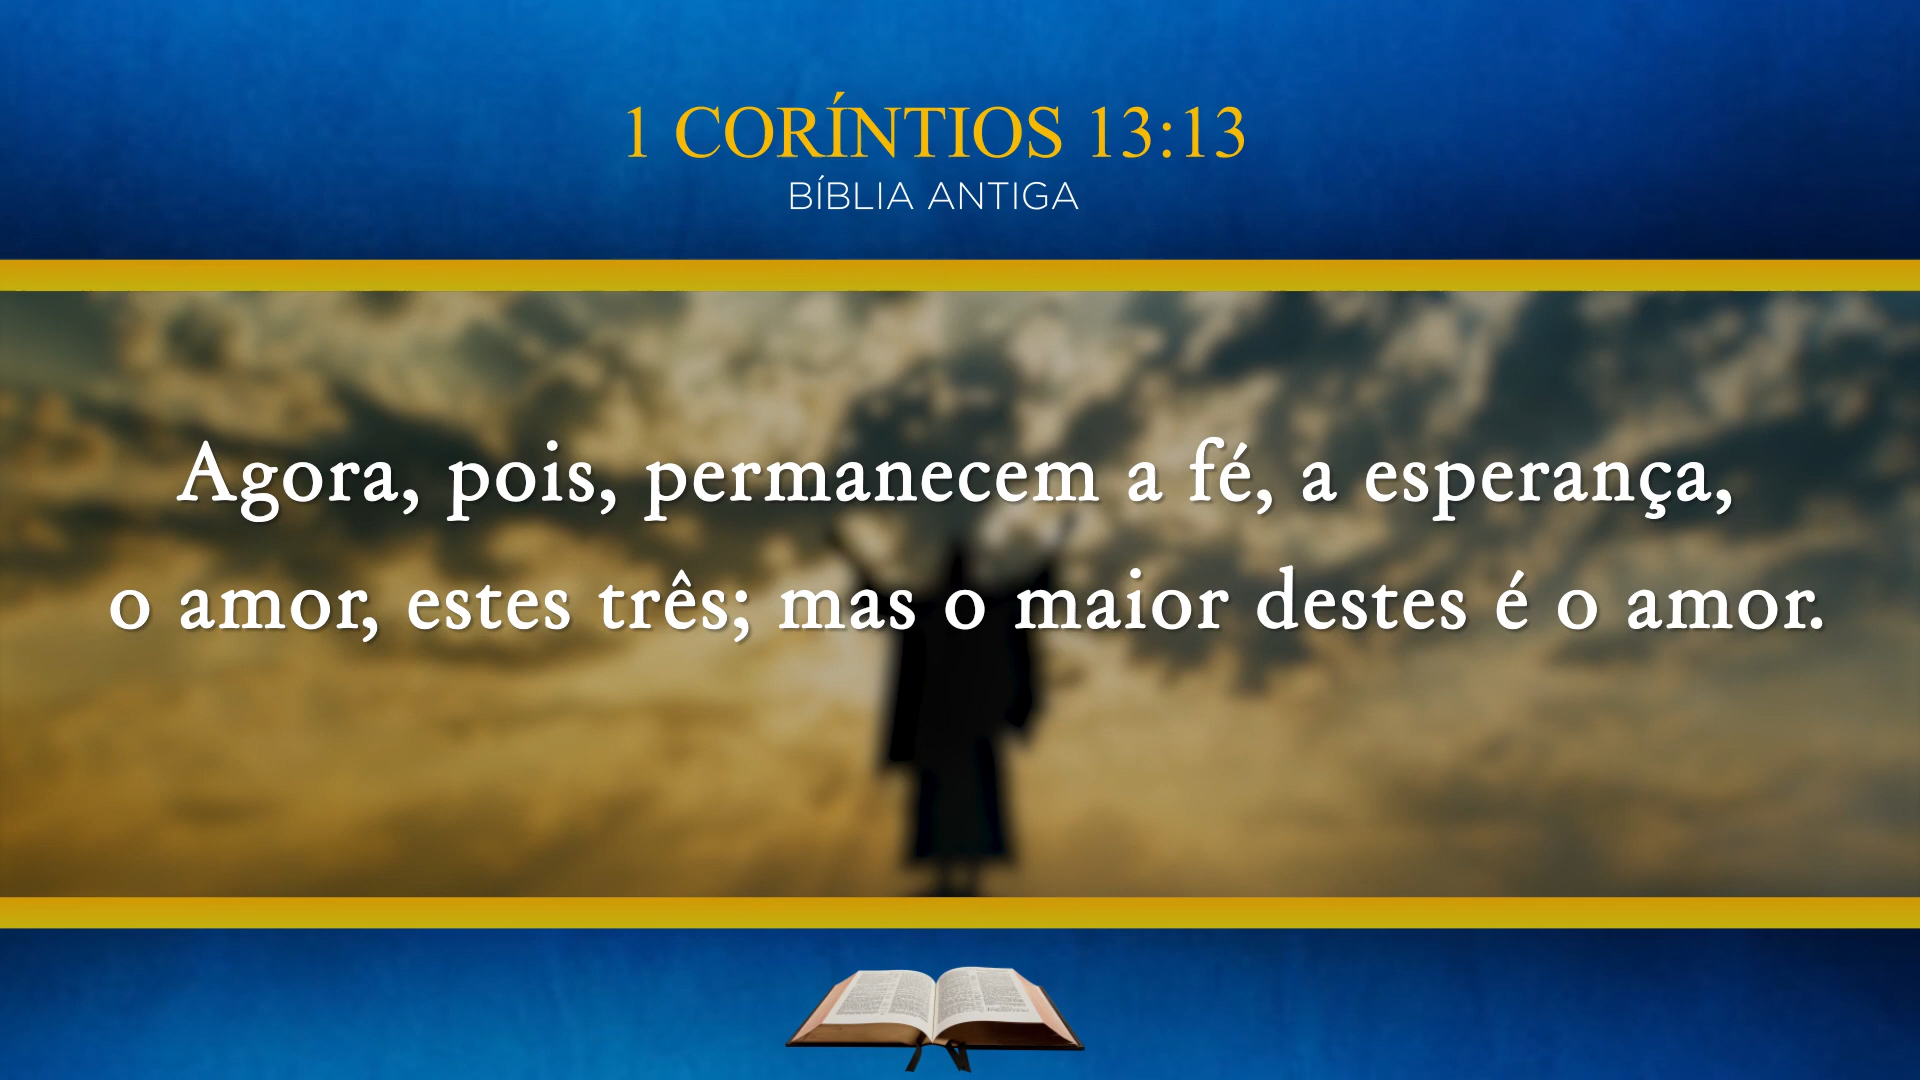 1 CORÍNTIOS 13:13
BÍBLIA ANTIGA
Agora, pois, permanecem a fé, a esperança,
o amor, estes três; mas o maior destes é o amor.